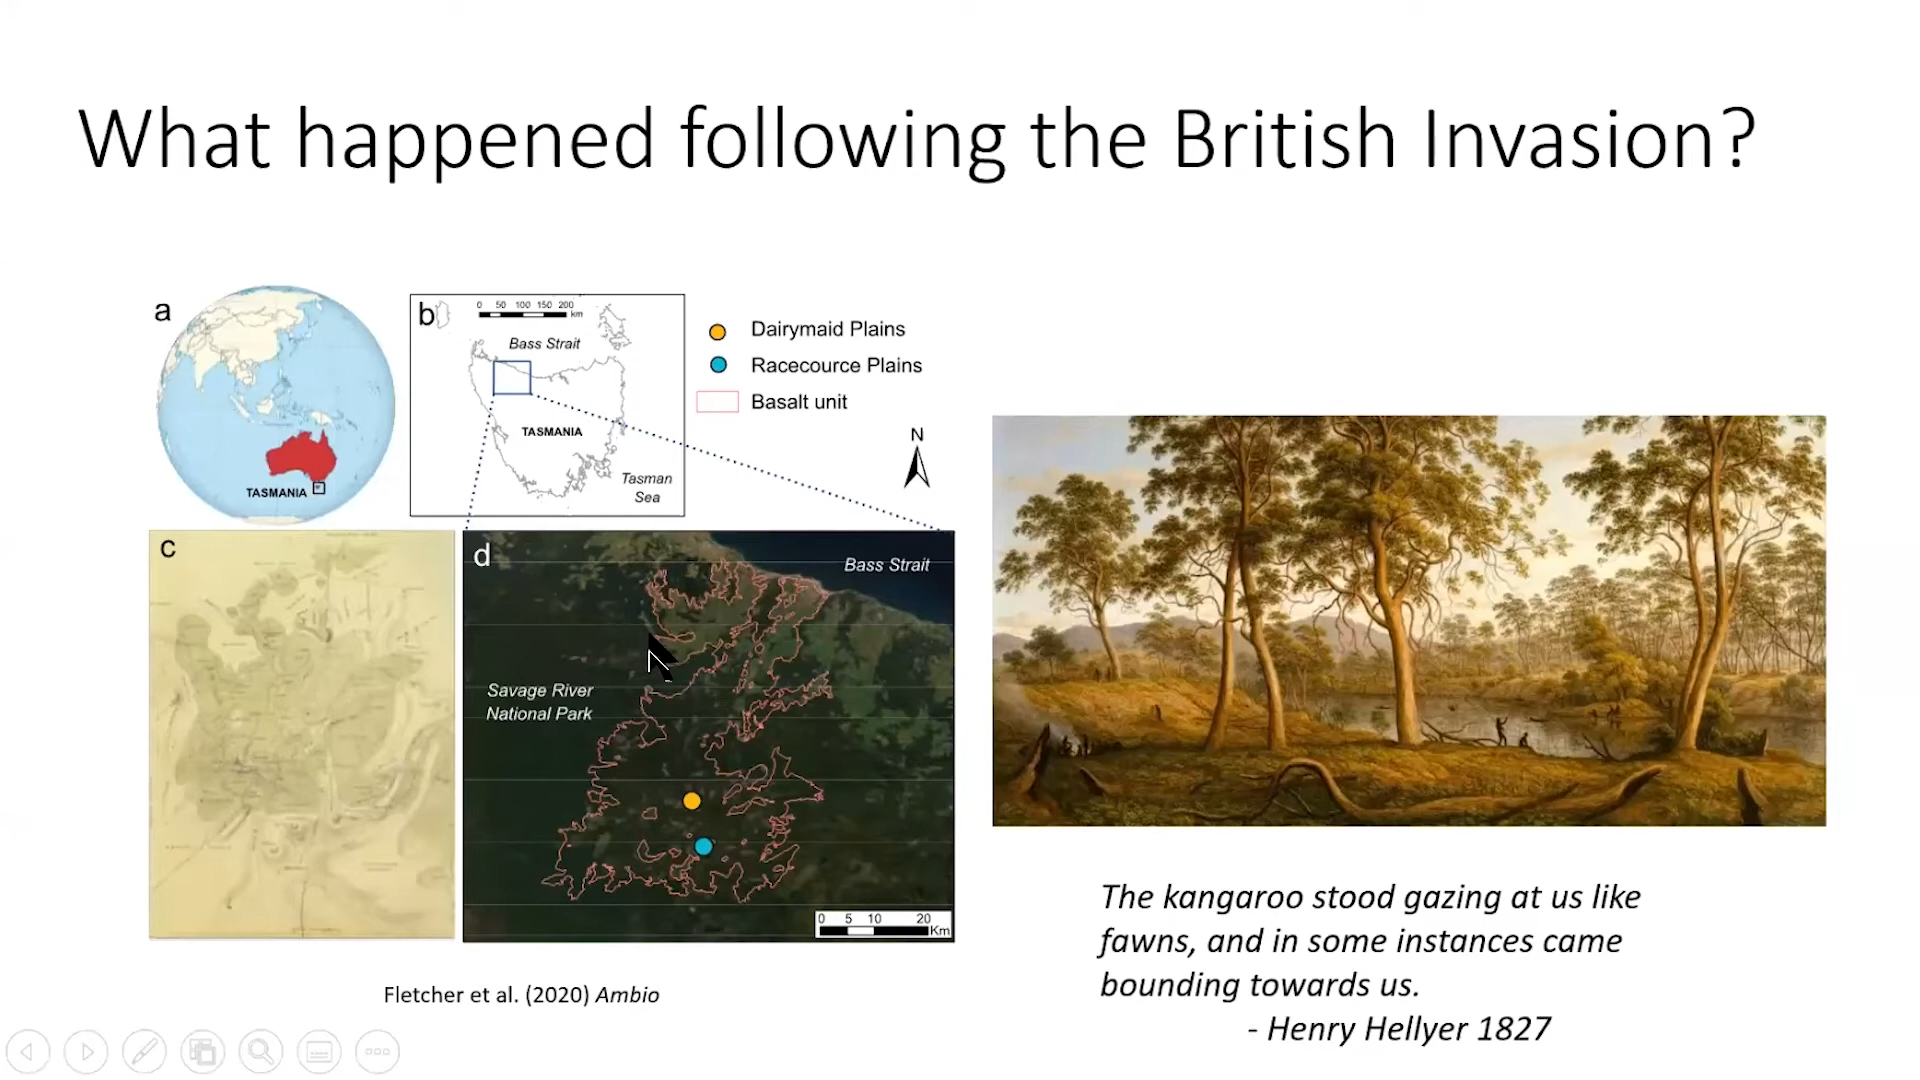 What happened following the British Invasion?
a
TASMANIA
b
0 50 100 150 200
km
Bass Strait
TASMANIA
Tasman
Sea
Dairymaid Plains
Racecourse Plains
Basalt unit
N
c
d
Bass Strait
Savage River
National Park
0 5 10 20
Km
Fletcher et al. (2020) Ambio
The kangaroo stood gazing at us like
fawns, and in some instances came
bounding towards us.
- Henry Hellyer 1827